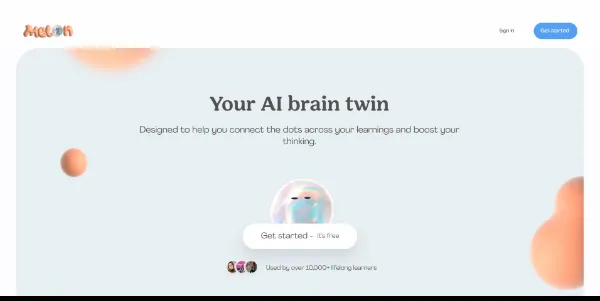 MELON
Sign in
Get started
Your AI brain twin
Designed to help you connect the dots across your learnings and boost your
thinking.
Get started - it's free
Used by over 10,000+ lifelong learners